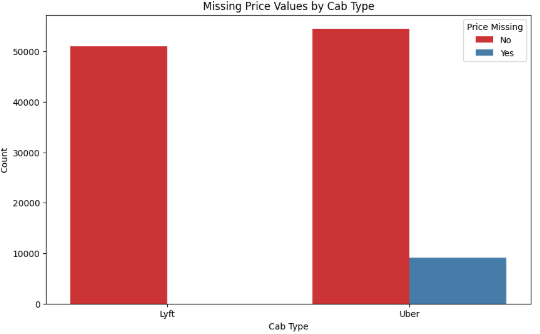 Missing Price Values by Cab Type
Price Missing
No
Yes
50000
40000
30000
20000
10000
0
Count
Lyft
Uber
Cab Type